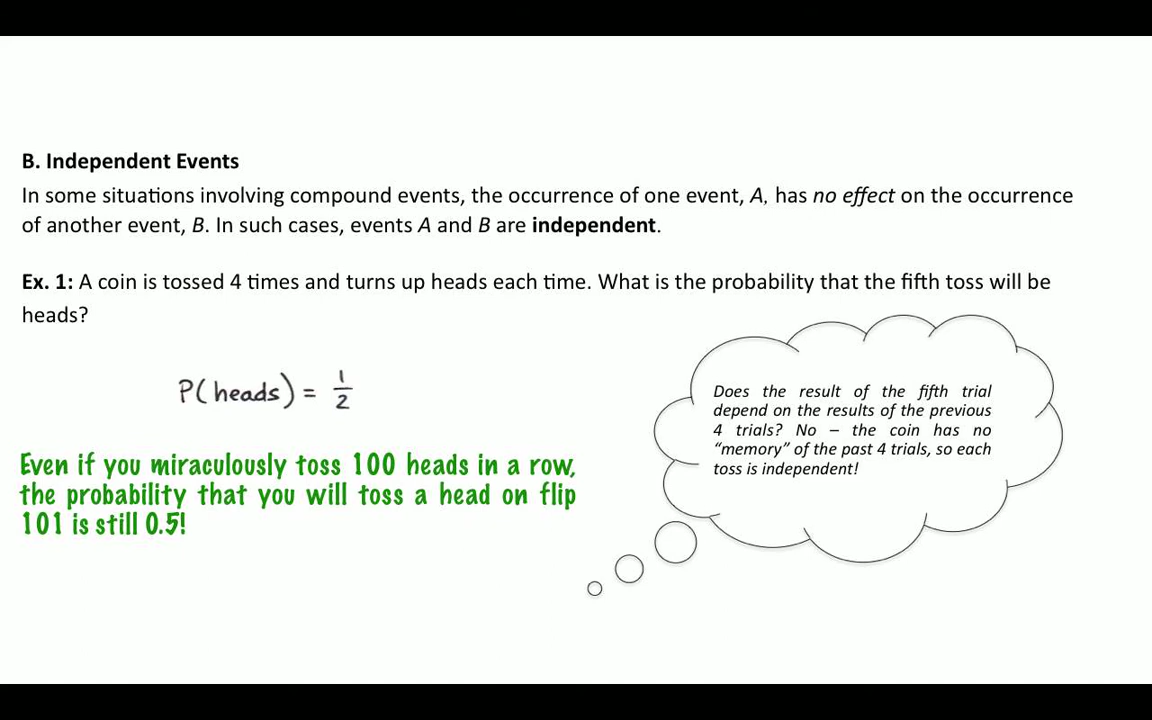 B. Independent Events
In some situations involving compound events, the occurrence of one event, A, has no effect on the occurrence
of another event, B. In such cases, events A and B are independent.
Ex. 1: A coin is tossed 4 times and turns up heads each time. What is the probability that the fifth toss will be
heads?
P(heads) = 1/2
Even if you miraculously toss 100 heads in a row,
the probability that you will toss a head on flip
101 is still 0.5!
Does the result of the fifth trial
depend on the results of the previous
4 trials? No – the coin has no
“memory” of the past 4 trials, so each
toss is independent!